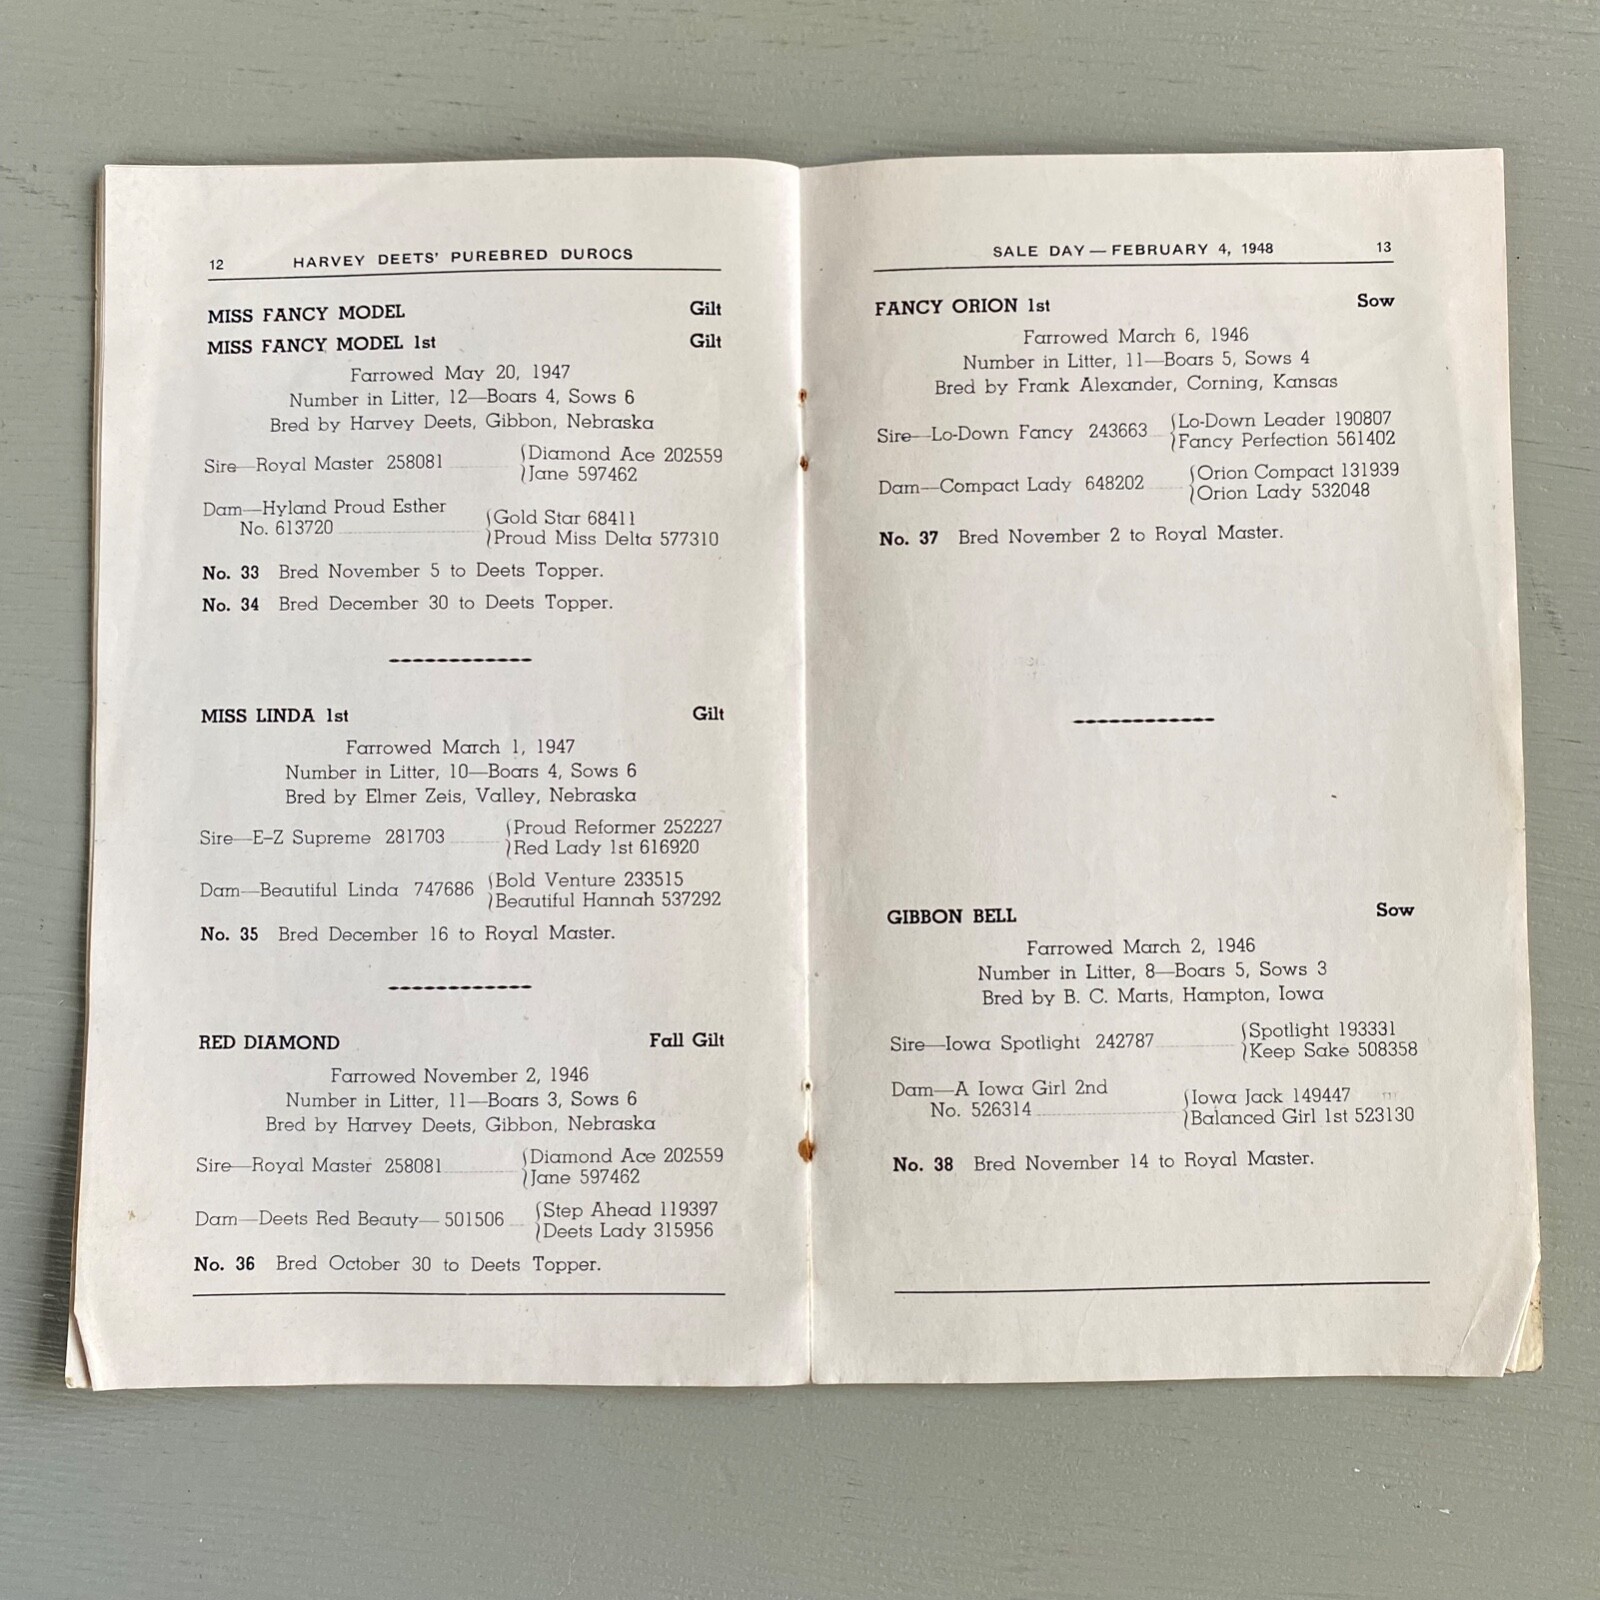 12 HARVEY DEETS' PUREBRED DUROCS
MISS FANCY MODEL Gilt
MISS FANCY MODEL 1st Gilt
Farrowed May 20, 1947
Number in Litter, 12—Boars 4, Sows 6
Bred by Harvey Deets, Gibbon, Nebraska
Sire—Royal Master 258081 {Diamond Ace 202559
Jane 597462
Dam—Hyland Proud Esther
No. 613720 {Gold Star 68411
Proud Miss Delta 577310
No. 33 Bred November 5 to Deets Topper.
No. 34 Bred December 30 to Deets Topper.
MISS LINDA 1st Gilt
Farrowed March 1, 1947
Number in Litter, 10—Boars 4, Sows 6
Bred by Elmer Zeis, Valley, Nebraska
Sire—E-Z Supreme 281703 {Proud Reformer 252227
Red Lady 1st 616920
Dam—Beautiful Linda 747686 {Bold Venture 233515
Beautiful Hannah 537292
No. 35 Bred December 16 to Royal Master.
RED DIAMOND Fall Gilt
Farrowed November 2, 1946
Number in Litter, 11—Boars 3, Sows 6
Bred by Harvey Deets, Gibbon, Nebraska
Sire—Royal Master 258081 {Diamond Ace 202559
Jane 597462
Dam—Deets Red Beauty—501506 {Step Ahead 119397
Deets Lady 315956
No. 36 Bred October 30 to Deets Topper.
SALE DAY—FEBRUARY 4, 1948 13
FANCY ORION 1st Sow
Farrowed March 6, 1946
Number in Litter, 11—Boars 5, Sows 4
Bred by Frank Alexander, Corning, Kansas
Sire—Lo-Down Fancy 243663 {Lo-Down Leader 190807
Fancy Perfection 561402
Dam—Compact Lady 648202 {Orion Compact 131939
Orion Lady 532048
No. 37 Bred November 2 to Royal Master.
GIBBON BELL Sow
Farrowed March 2, 1946
Number in Litter, 8—Boars 5, Sows 3
Bred by B. C. Marts, Hampton, Iowa
Sire—Iowa Spotlight 242787 {Spotlight 193331
Keep Sake 508358
Dam—A Iowa Girl 2nd
No. 526314 {Iowa Jack 149447
Balanced Girl 1st 523130
No. 38 Bred November 14 to Royal Master.